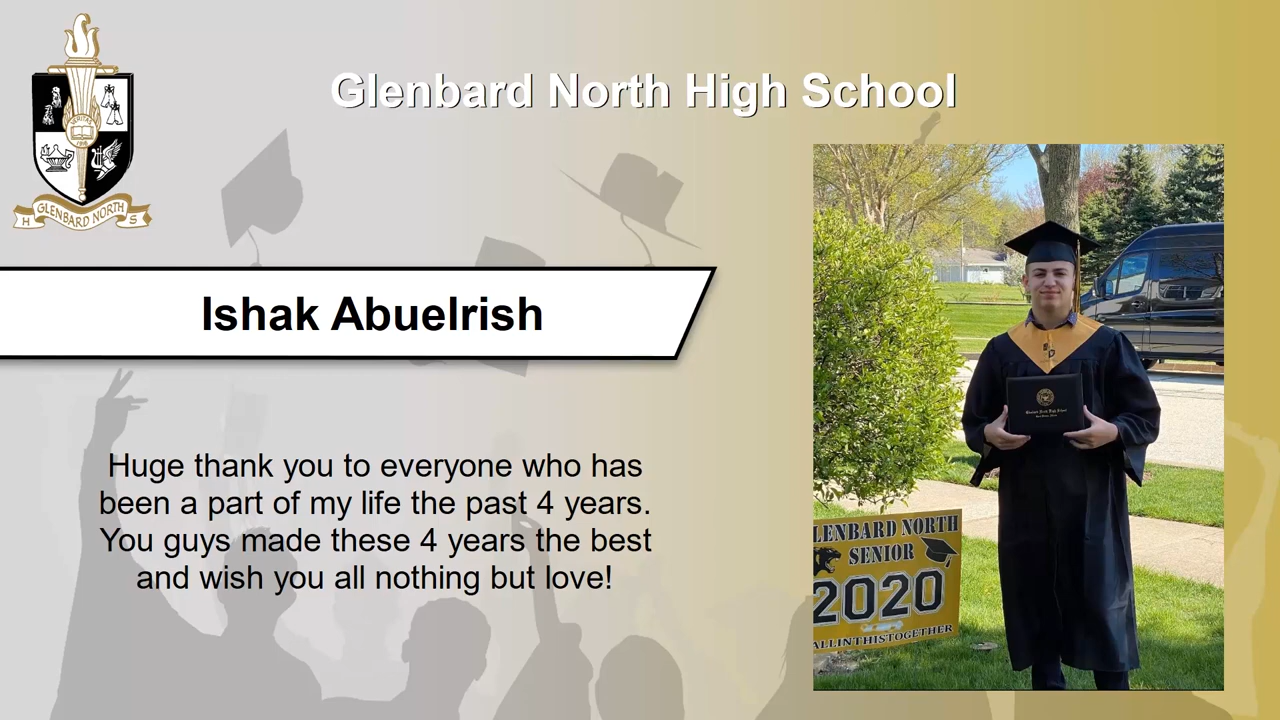 Glenbard North High School
VERITAS
GLENBARD NORTH
H S
Ishak Abuelrish
Huge thank you to everyone who has
been a part of my life the past 4 years.
You guys made these 4 years the best
and wish you all nothing but love!
LENBARD NORTH
SENIOR
2020
ALLINTHISTOGETHER